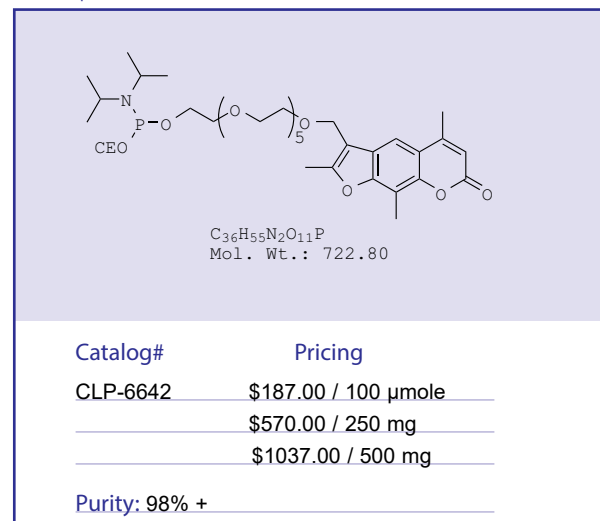 N
P
O
CEO
O
5
O
O
O
O
C36H55N2O11P
Mol. Wt.: 722.80
Catalog# Pricing
CLP-6642 $187.00 / 100 µmole
$570.00 / 250 mg
$1037.00 / 500 mg
Purity: 98% +